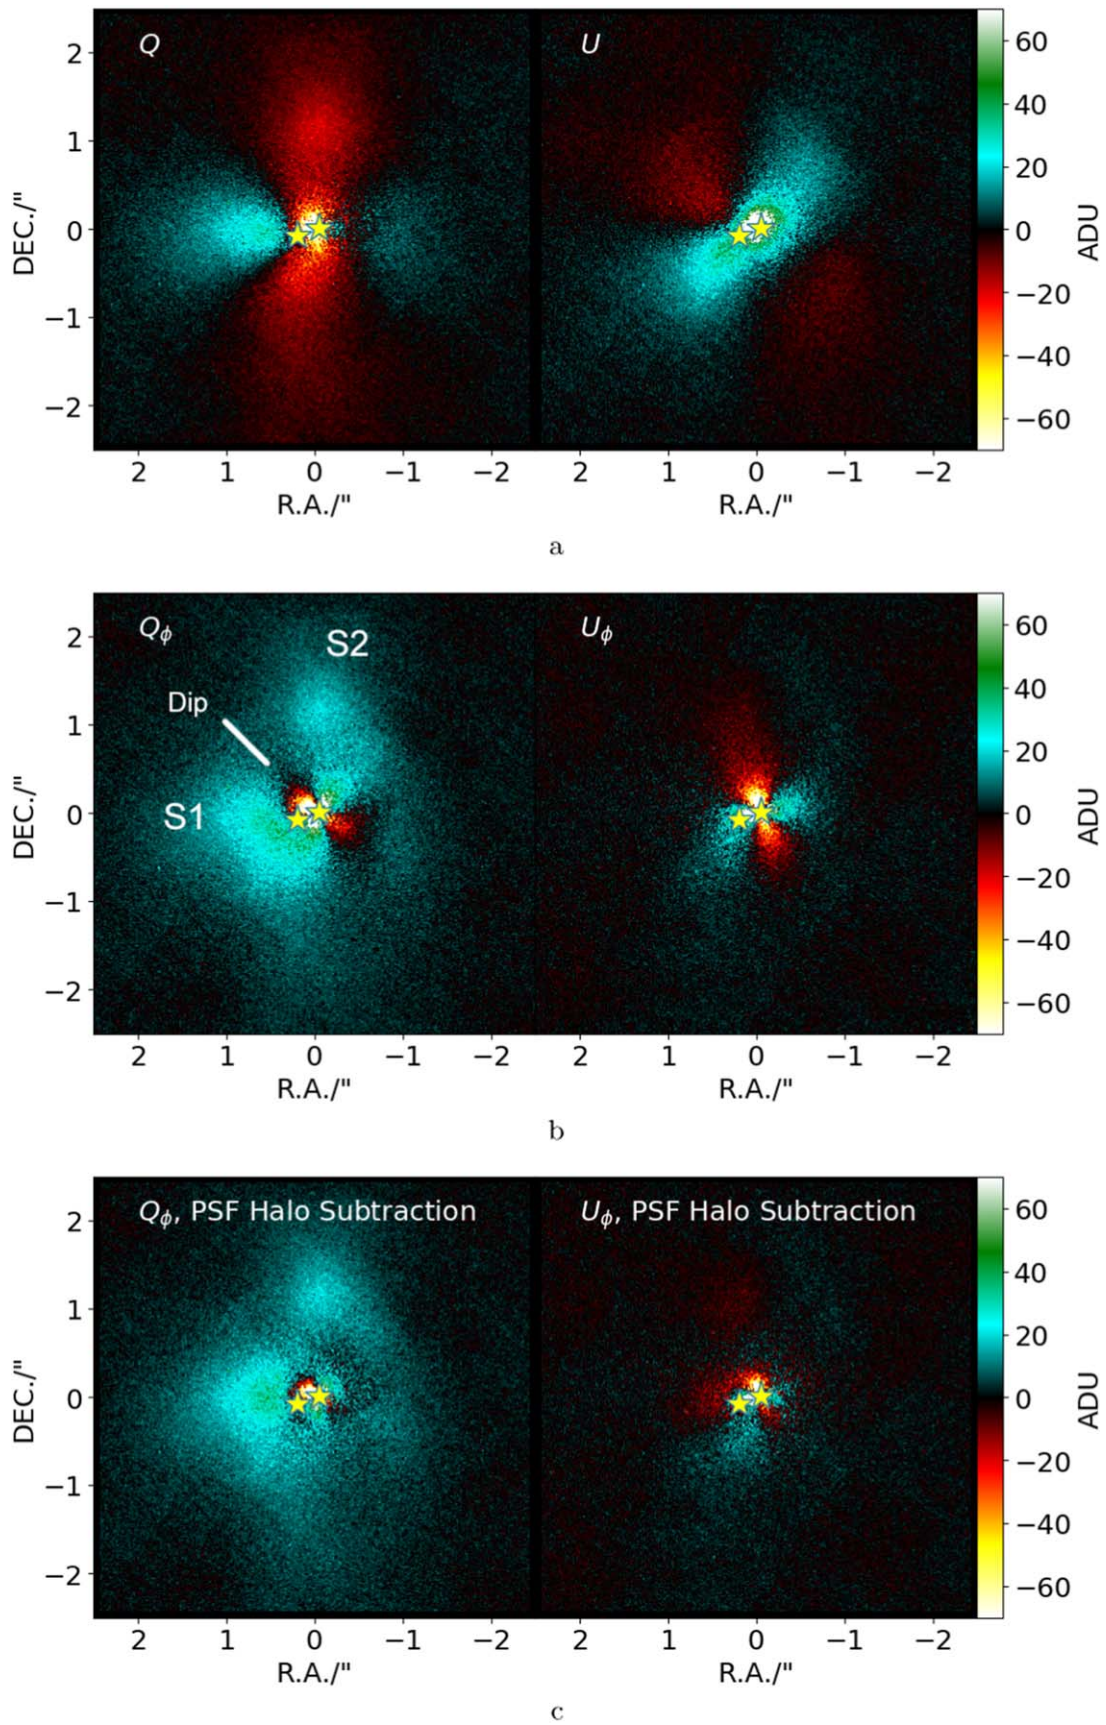 Q U
60
40
20
0
−20
−40
−60
ADU
2
1
0
−1
−2
DEC./"
2 1 0 −1 −2 2 1 0 −1 −2
R.A./" R.A./"
a
Qϕ Uϕ
S2
Dip
S1
60
40
20
0
−20
−40
−60
ADU
2
1
0
−1
−2
DEC./"
2 1 0 −1 −2 2 1 0 −1 −2
R.A./" R.A./"
b
Qϕ, PSF Halo Subtraction Uϕ, PSF Halo Subtraction
60
40
20
0
−20
−40
−60
ADU
2
1
0
−1
−2
DEC./"
2 1 0 −1 −2 2 1 0 −1 −2
R.A./" R.A./"
c